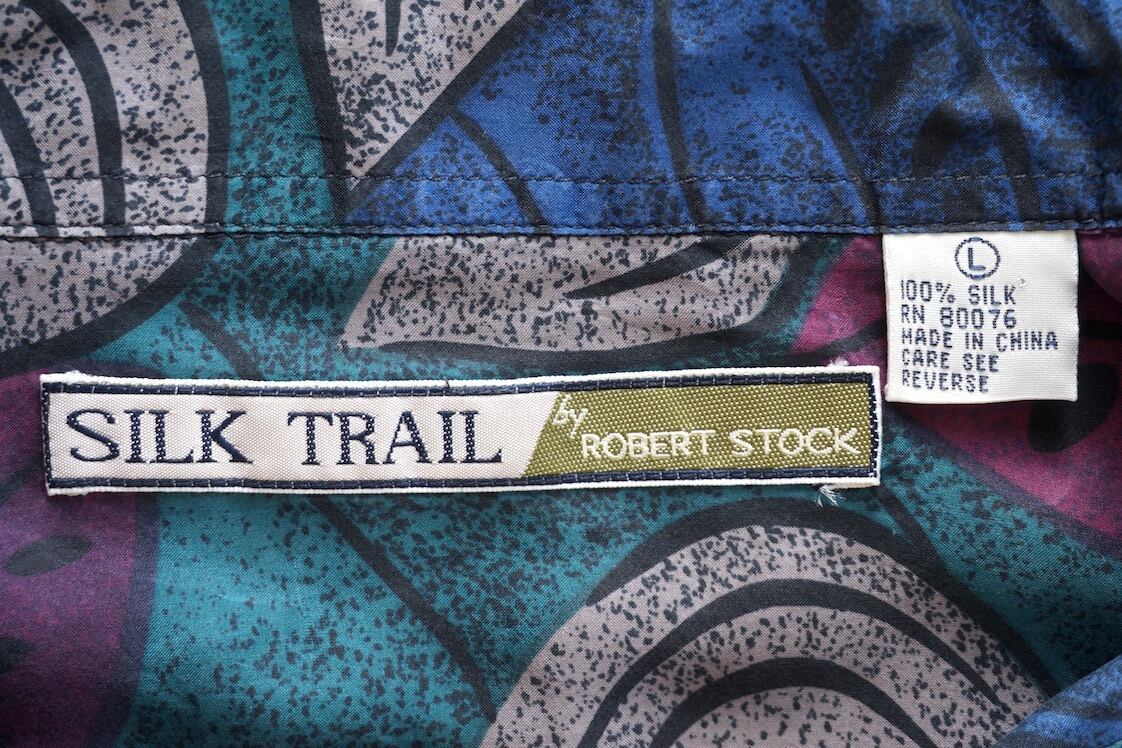 L
100% SILK
RN 80076
MADE IN CHINA
CARE SEE
REVERSE
SILK TRAIL by ROBERT STOCK